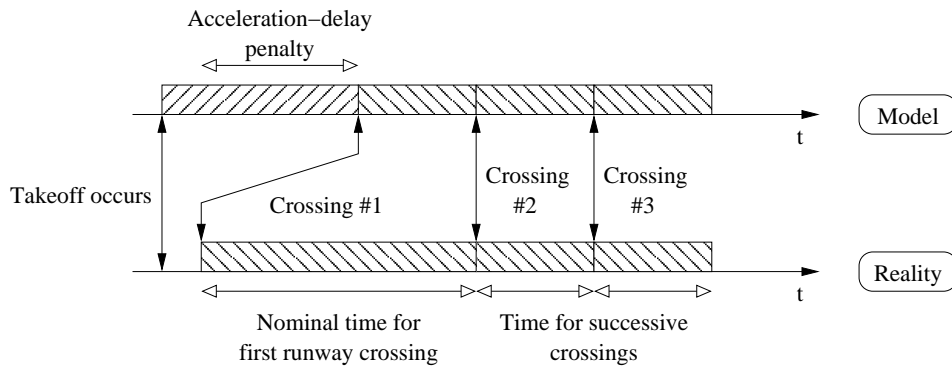 Acceleration−delay
penalty
t
Model
Takeoff occurs
Crossing #1
Crossing
#2
Crossing
#3
t
Reality
Nominal time for
first runway crossing
Time for successive
crossings